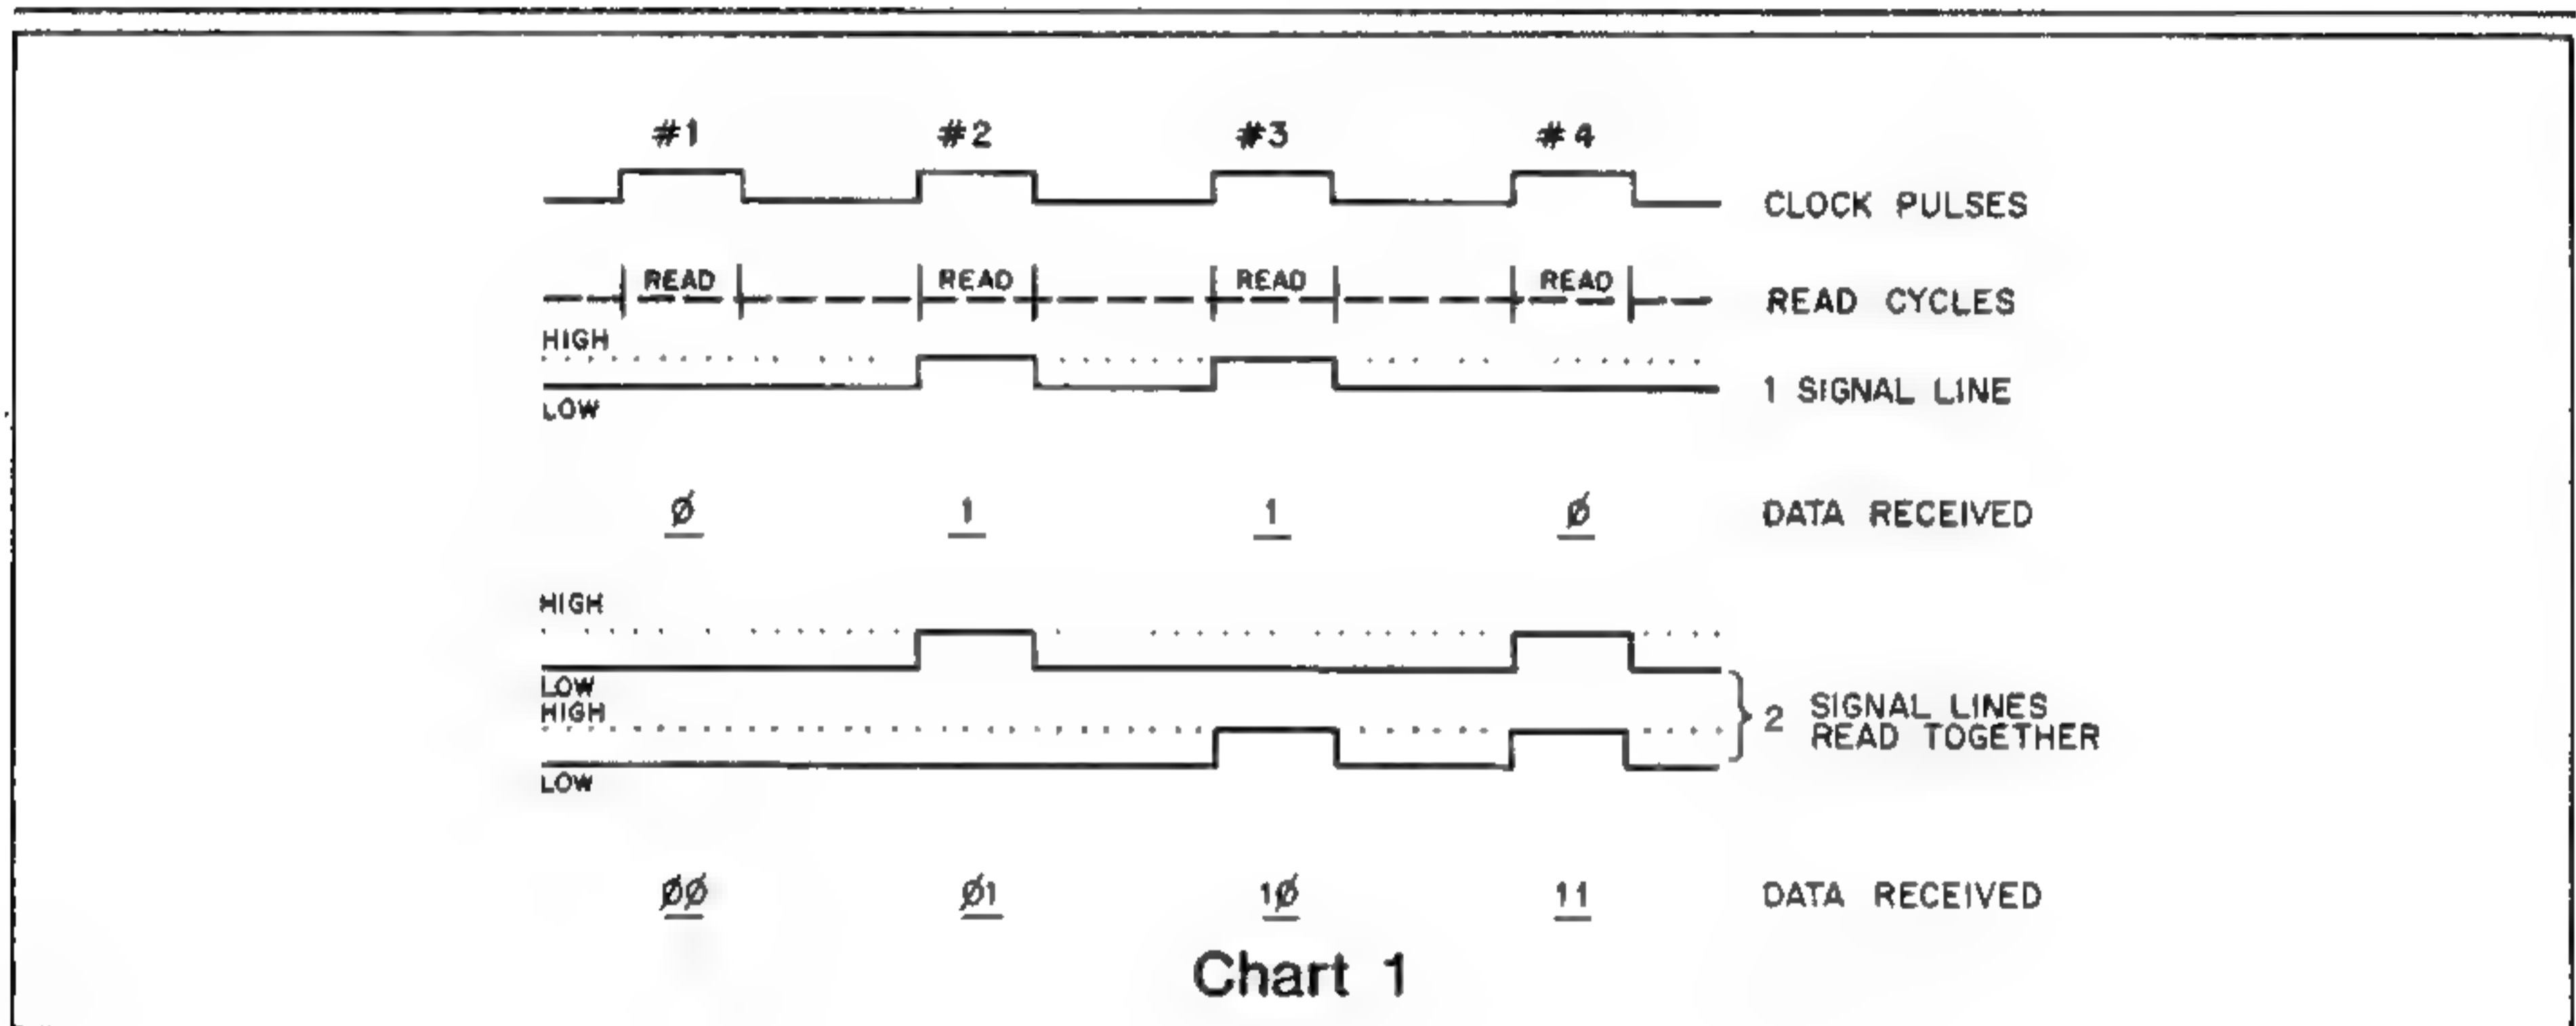 #1 #2 #3 #4
CLOCK PULSES
READ READ READ READ
READ CYCLES
HIGH
1 SIGNAL LINE
LOW
Ø 1 1 Ø DATA RECEIVED
HIGH
LOW
HIGH
2 SIGNAL LINES
READ TOGETHER
LOW
ØØ Ø1 1Ø 11 DATA RECEIVED
Chart 1